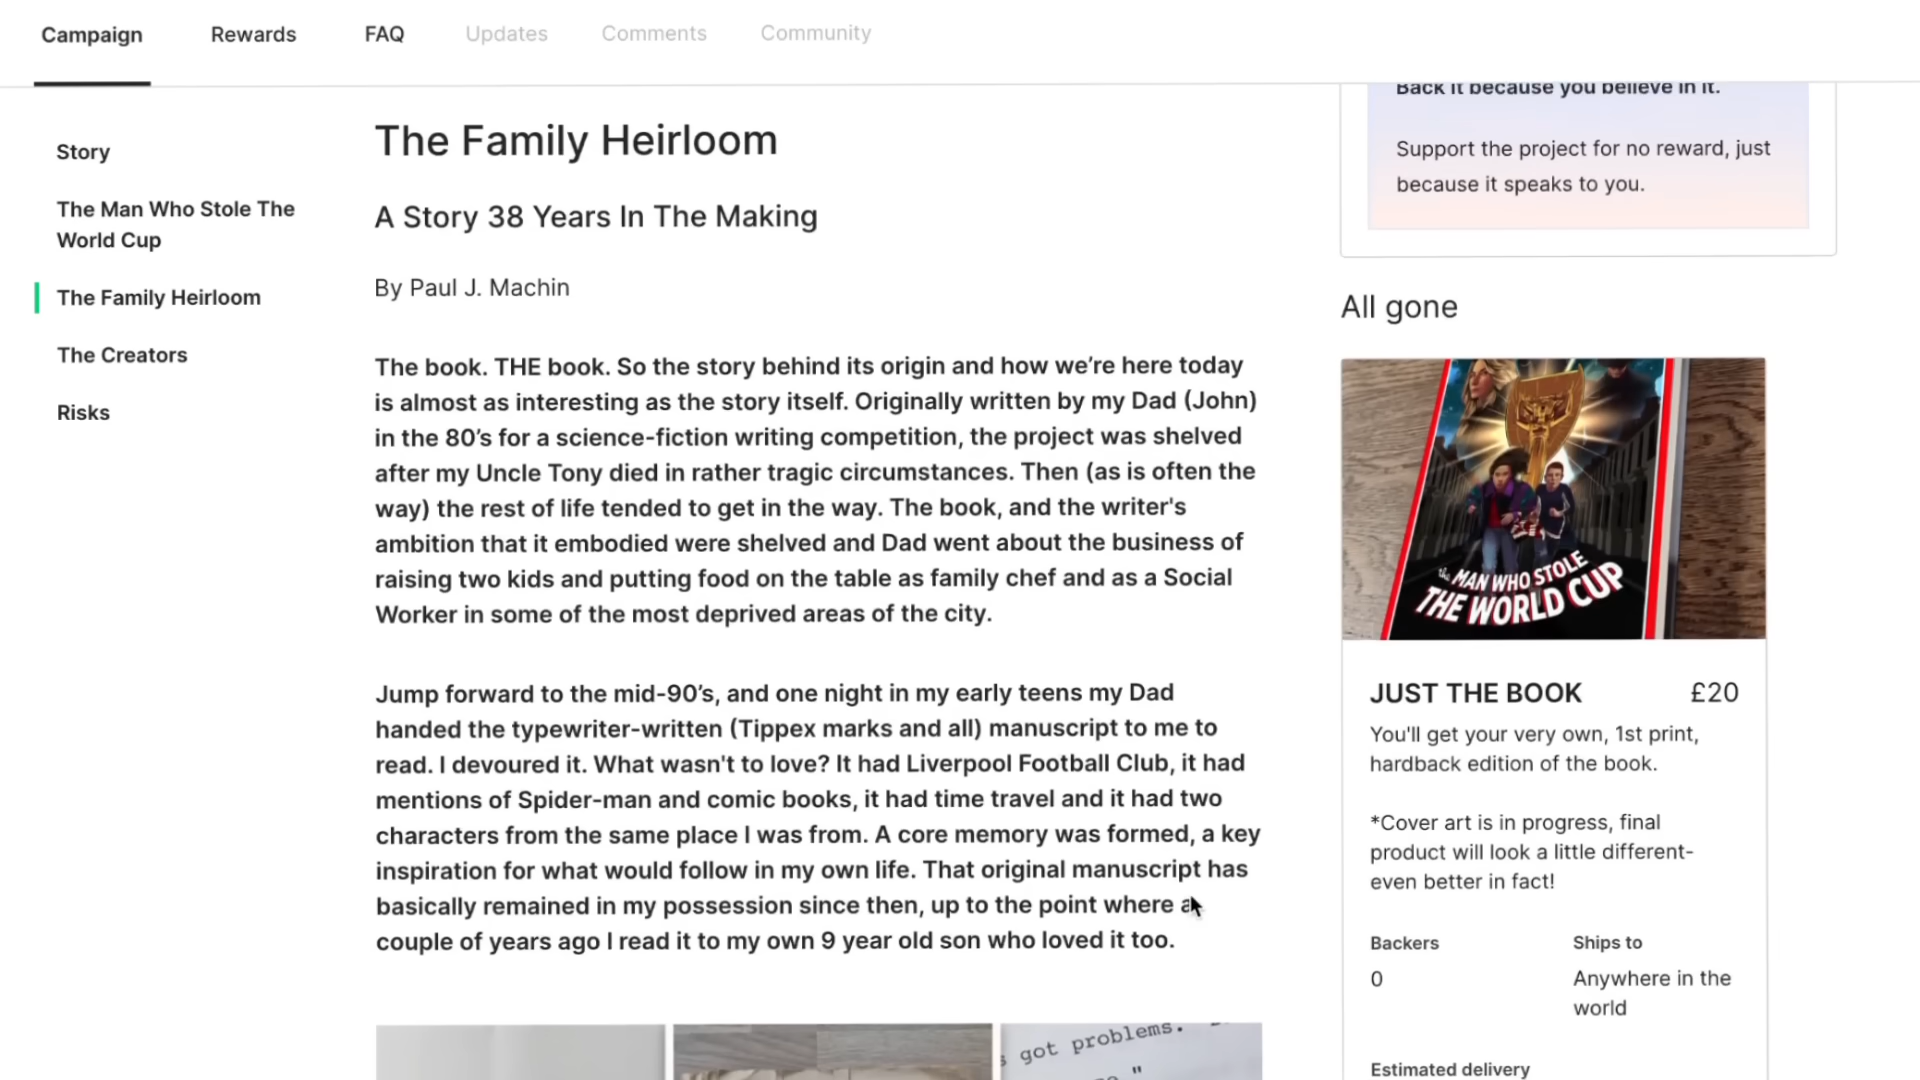 Campaign
Rewards
FAQ
Updates
Comments
Community
Story
The Man Who Stole The
World Cup
The Family Heirloom
The Creators
Risks
The Family Heirloom
A Story 38 Years In The Making
By Paul J. Machin
The book. THE book. So the story behind its origin and how we’re here today
is almost as interesting as the story itself. Originally written by my Dad (John)
in the 80’s for a science-fiction writing competition, the project was shelved
after my Uncle Tony died in rather tragic circumstances. Then (as is often the
way) the rest of life tended to get in the way. The book, and the writer's
ambition that it embodied were shelved and Dad went about the business of
raising two kids and putting food on the table as family chef and as a Social
Worker in some of the most deprived areas of the city.
Jump forward to the mid-90’s, and one night in my early teens my Dad
handed the typewriter-written (Tippex marks and all) manuscript to me to
read. I devoured it. What wasn't to love? It had Liverpool Football Club, it had
mentions of Spider-man and comic books, it had time travel and it had two
characters from the same place I was from. A core memory was formed, a key
inspiration for what would follow in my own life. That original manuscript has
basically remained in my possession since then, up to the point where a
couple of years ago I read it to my own 9 year old son who loved it too.
got problems.
Back it because you believe in it.
Support the project for no reward, just
because it speaks to you.
All gone
the MAN WHO STOLE
THE WORLD CUP
JUST THE BOOK £20
You'll get your very own, 1st print,
hardback edition of the book.
*Cover art is in progress, final
product will look a little different-
even better in fact!
Backers
0
Ships to
Anywhere in the
world
Estimated delivery